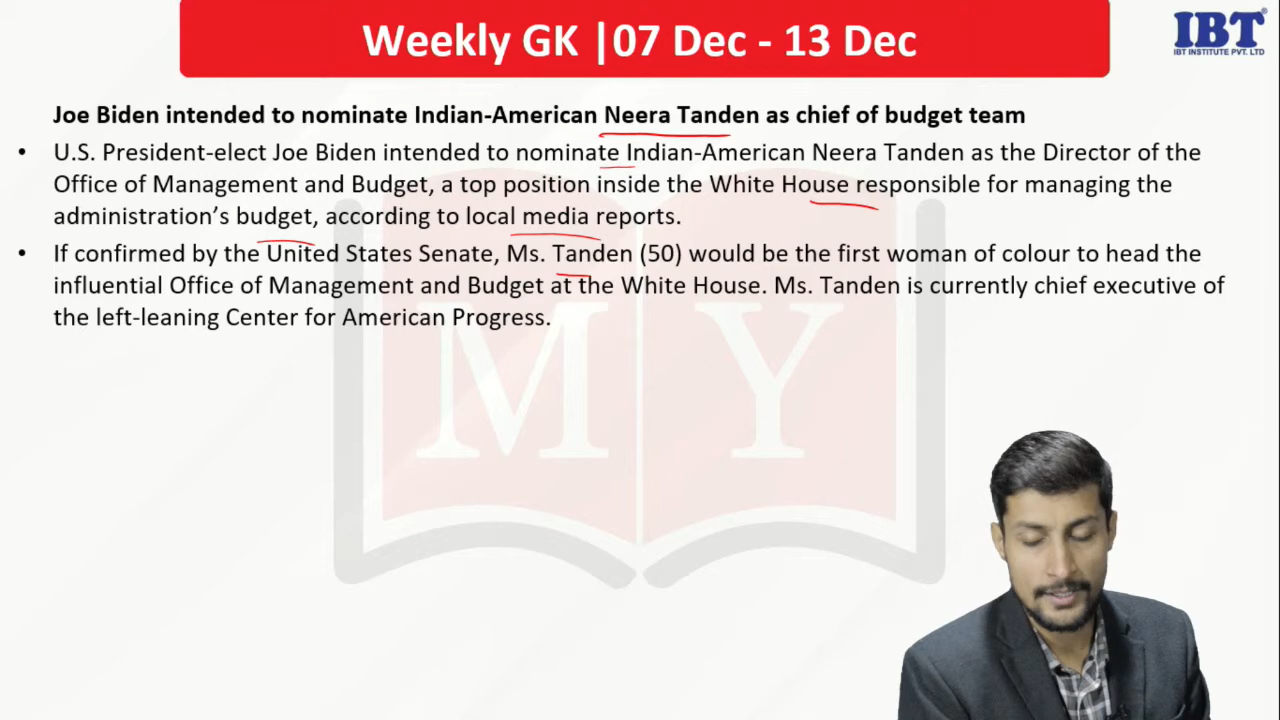 Weekly GK |07 Dec - 13 Dec
IBT
IBT INSTITUTE PVT. LTD
Joe Biden intended to nominate Indian-American Neera Tanden as chief of budget team
• U.S. President-elect Joe Biden intended to nominate Indian-American Neera Tanden as the Director of the
Office of Management and Budget, a top position inside the White House responsible for managing the
administration’s budget, according to local media reports.
• If confirmed by the United States Senate, Ms. Tanden (50) would be the first woman of colour to head the
influential Office of Management and Budget at the White House. Ms. Tanden is currently chief executive of
the left-leaning Center for American Progress.
M Y